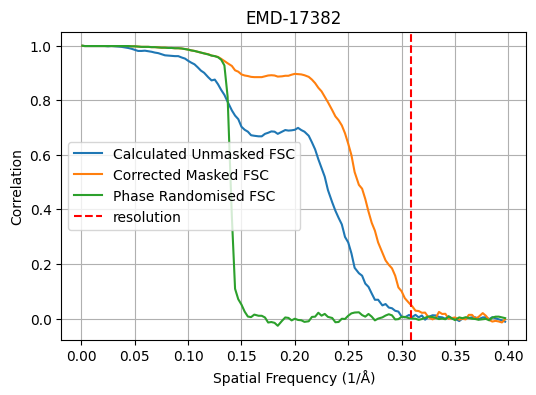 EMD-17382
1.0
0.8
0.6
0.4
0.2
0.0
Correlation
Calculated Unmasked FSC
Corrected Masked FSC
Phase Randomised FSC
resolution
0.00 0.05 0.10 0.15 0.20 0.25 0.30 0.35 0.40
Spatial Frequency (1/Å)